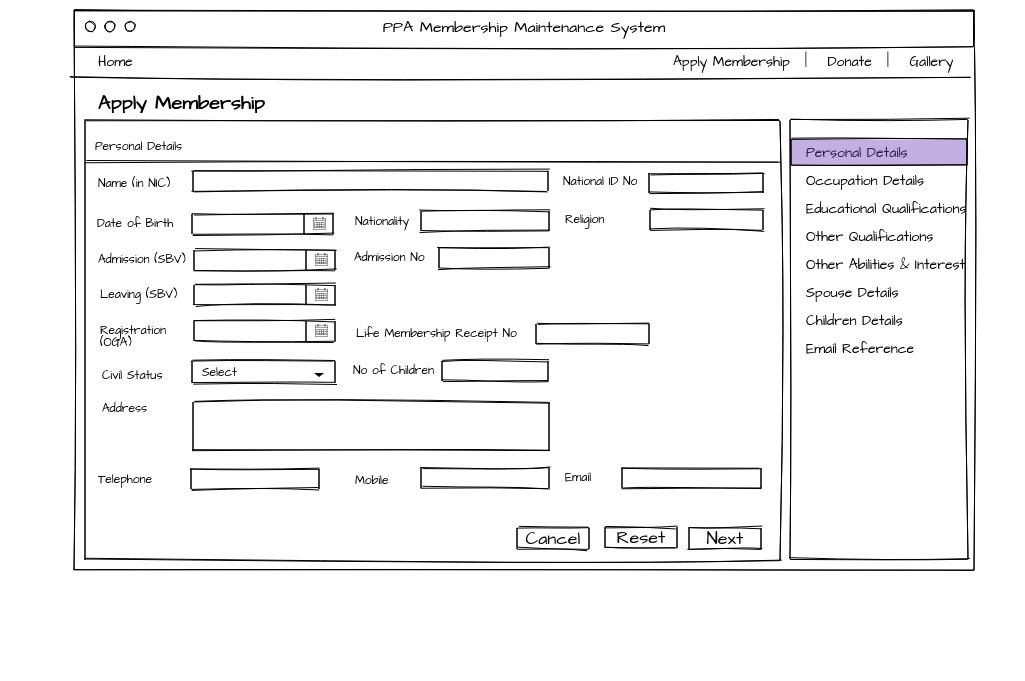 PPA Membership Maintenance System
Home
Apply Membership
Donate
Gallery
Apply Membership
Personal Details
Name (in NIC)
National ID No
Date of Birth
Nationality
Religion
Admission (SBV)
Admission No
Leaving (SBV)
Registration
(OGA)
Life Membership Receipt No
Civil Status
Select
No of Children
Address
Telephone
Mobile
Email
Cancel
Reset
Next
Personal Details
Occupation Details
Educational Qualifications
Other Qualifications
Other Abilities & Interest
Spouse Details
Children Details
Email Reference